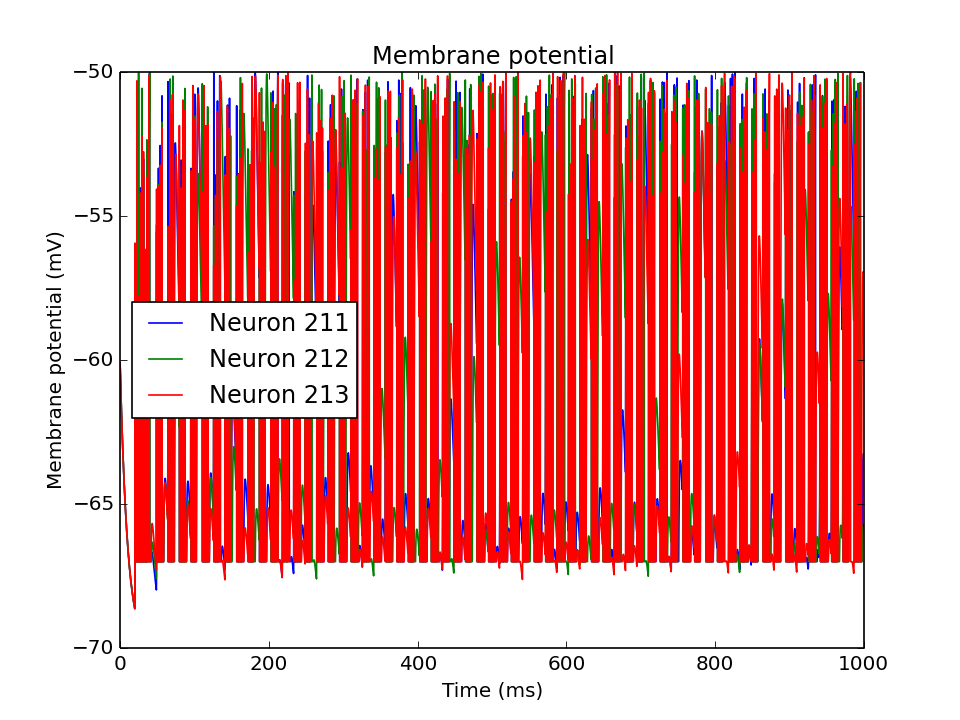 Membrane potential
Membrane potential (mV)
−50
−55
−60
−65
−70
Neuron 211
Neuron 212
Neuron 213
0 200 400 600 800 1000
Time (ms)